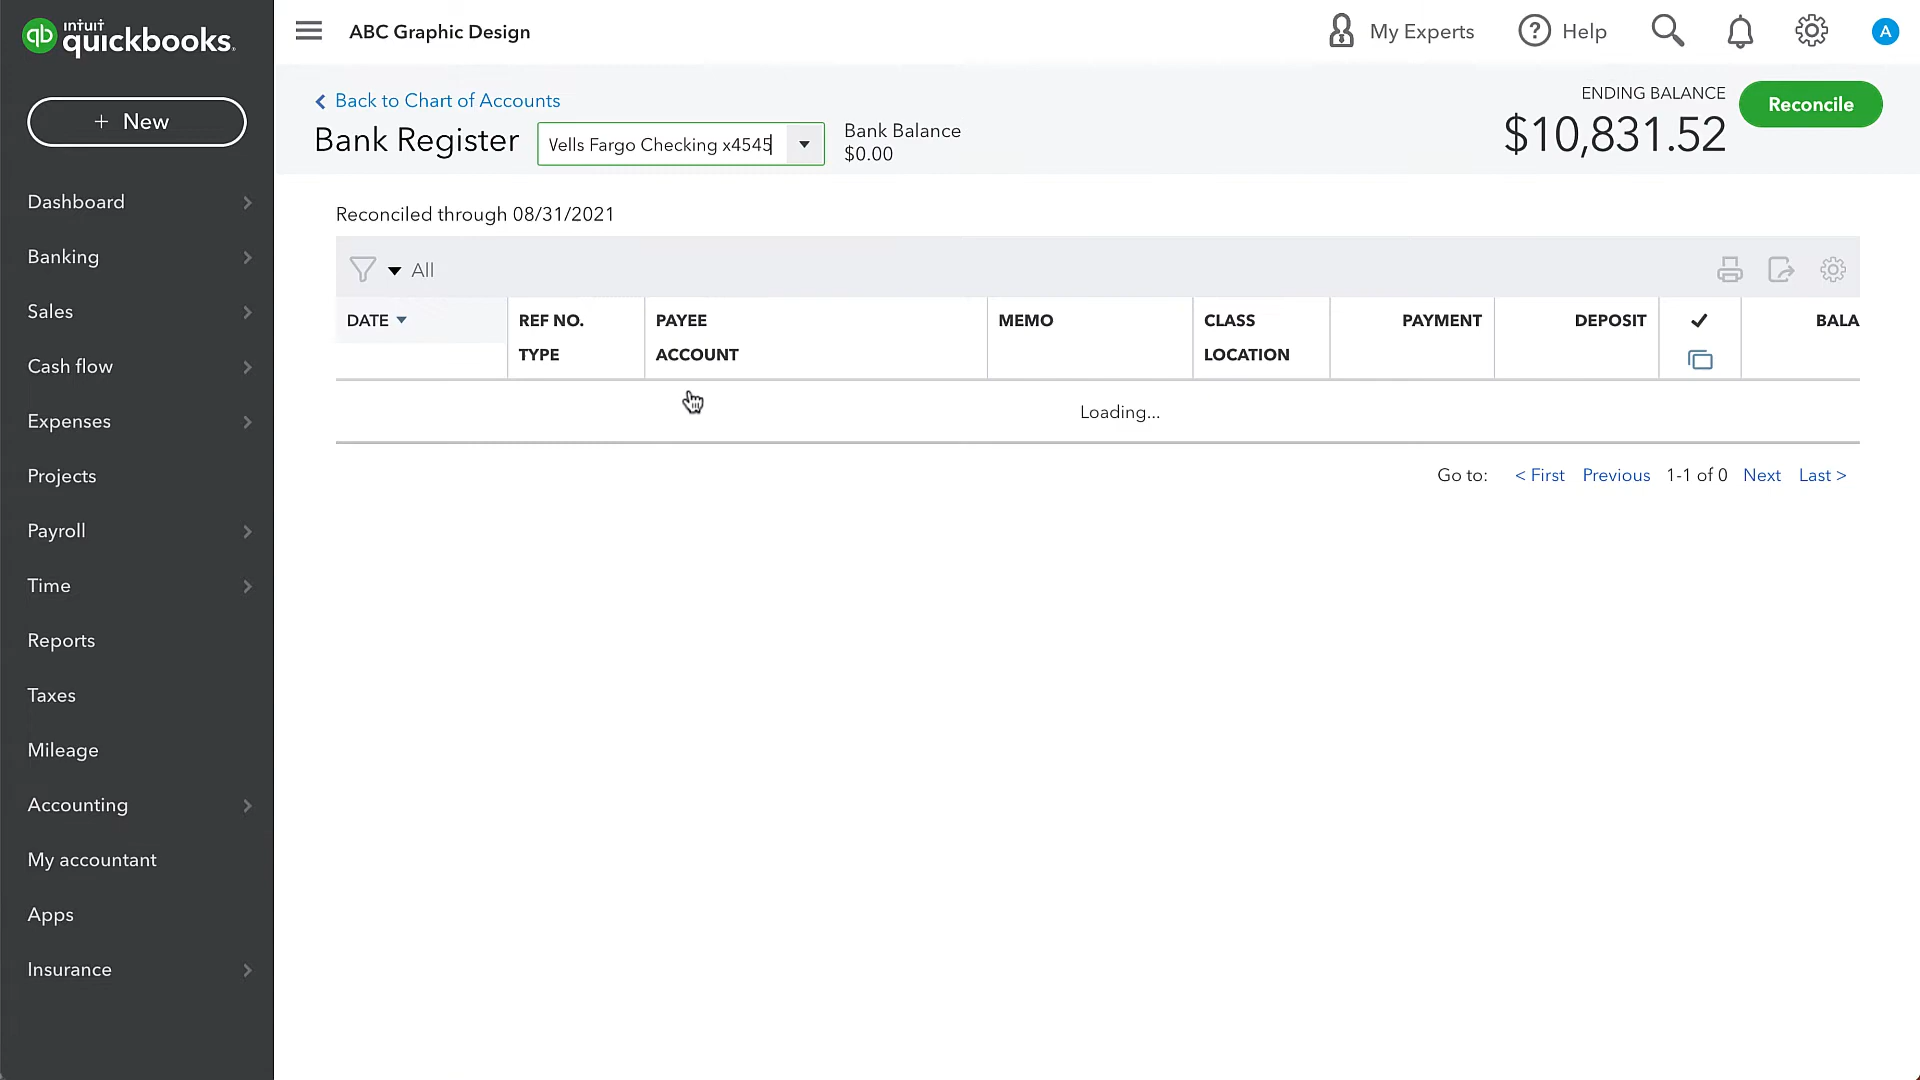 intuit
quickbooks.
+ New
Dashboard
Banking
Sales
Cash flow
Expenses
Projects
Payroll
Time
Reports
Taxes
Mileage
Accounting
My accountant
Apps
Insurance
ABC Graphic Design
My Experts
? Help
A
Back to Chart of Accounts
Bank Register
Vells Fargo Checking x4545
Bank Balance
$0.00
ENDING BALANCE
$10,831.52
Reconcile
Reconciled through 08/31/2021
All
DATE
REF NO.
TYPE
PAYEE
ACCOUNT
MEMO
CLASS
LOCATION
PAYMENT
DEPOSIT
BALA
Loading...
Go to: < First Previous 1-1 of 0 Next Last >